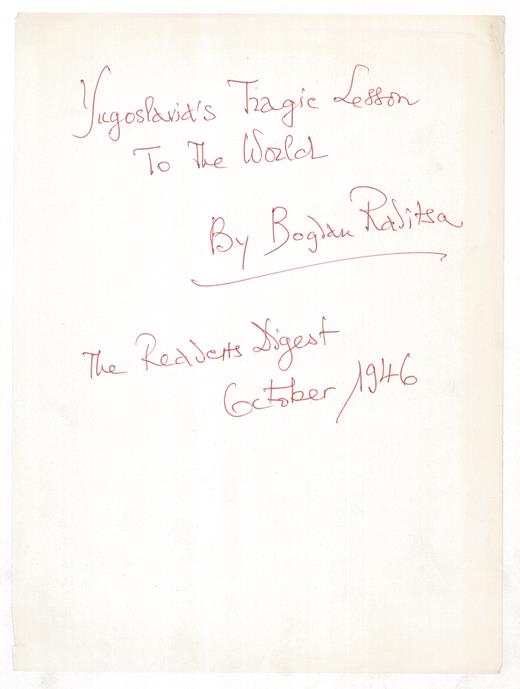 Yugoslavia's Tragic Lesson
To The World
By Bogdan Raditsa
The Readers Digest
October 1946